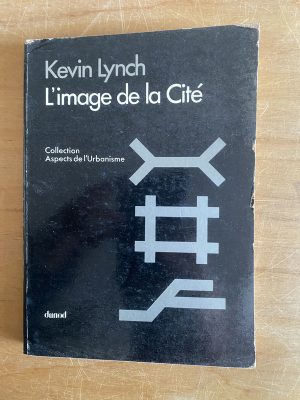 Kevin Lynch
L'image de la Cité
Collection
Aspects de l'Urbanisme
dunod